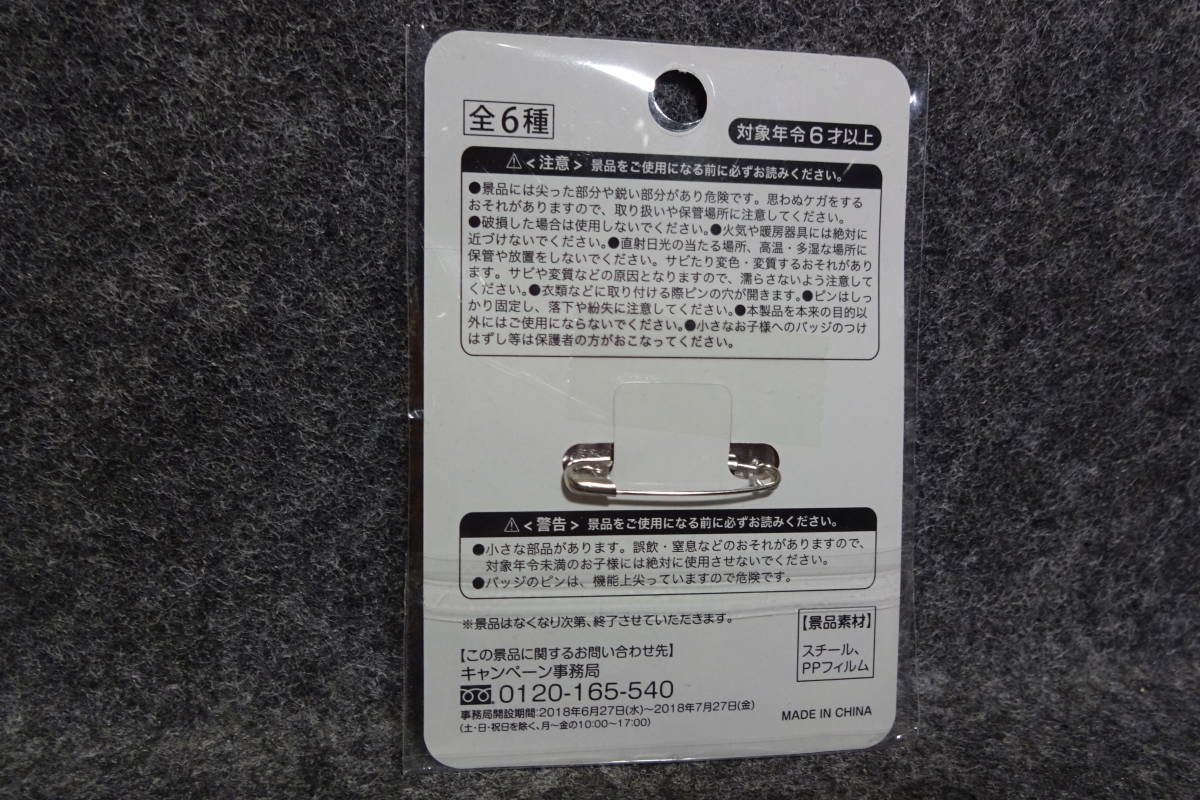 全6種
対象年令6才以上
⚠＜注意＞ 景品をご使用になる前に必ずお読みください。
●景品には尖った部分や鋭い部分があり危険です。思わぬケガをする
おそれがありますので、取り扱いや保管場所に注意してください。
●破損した場合は使用しないでください。●火気や暖房器具には絶対に
近づけないでください。●直射日光の当たる場所、高温・多湿な場所に
保管や放置をしないでください。サビたり変色・変質するおそれがあり
ます。サビや変質などの原因となりますので、濡らさないよう注意して
ください。●衣類などに取り付ける際ピンの穴が開きます。●ピンはしっ
かり固定し、落下や紛失に注意してください。●本製品を本来の目的以
外にはご使用にならないでください。●小さなお子様へのバッジのつけ
はずし等は保護者の方がおこなってください。
⚠＜警告＞ 景品をご使用になる前に必ずお読みください。
●小さな部品があります。誤飲・窒息などのおそれがありますので、
対象年令未満のお子様には絶対に使用させないでください。
●バッジのピンは、機能上尖っていますので危険です。
※景品はなくなり次第、終了させていただきます。
【この景品に関するお問い合わせ先】
キャンペーン事務局
0120-165-540
事務局開設期間:2018年6月27日(水)～2018年7月27日(金)
(土・日・祝日を除く、月～金の10:00～17:00)
【景品素材】
スチール、
PPフィルム
MADE IN CHINA